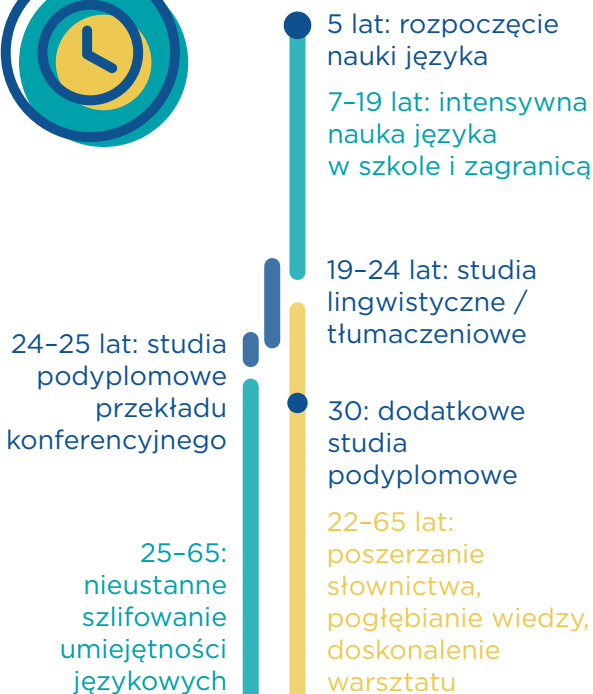 5 lat: rozpoczęcie
nauki języka
7–19 lat: intensywna
nauka języka
w szkole i zagranicą
19–24 lat: studia
lingwistyczne /
tłumaczeniowe
24–25 lat: studia
podyplomowe
przekładu
konferencyjnego
30: dodatkowe
studia
podyplomowe
22–65 lat:
poszerzanie
słownictwa,
pogłębianie wiedzy,
doskonalenie
warsztatu
25–65:
nieustanne
szlifowanie
umiejętności
językowych